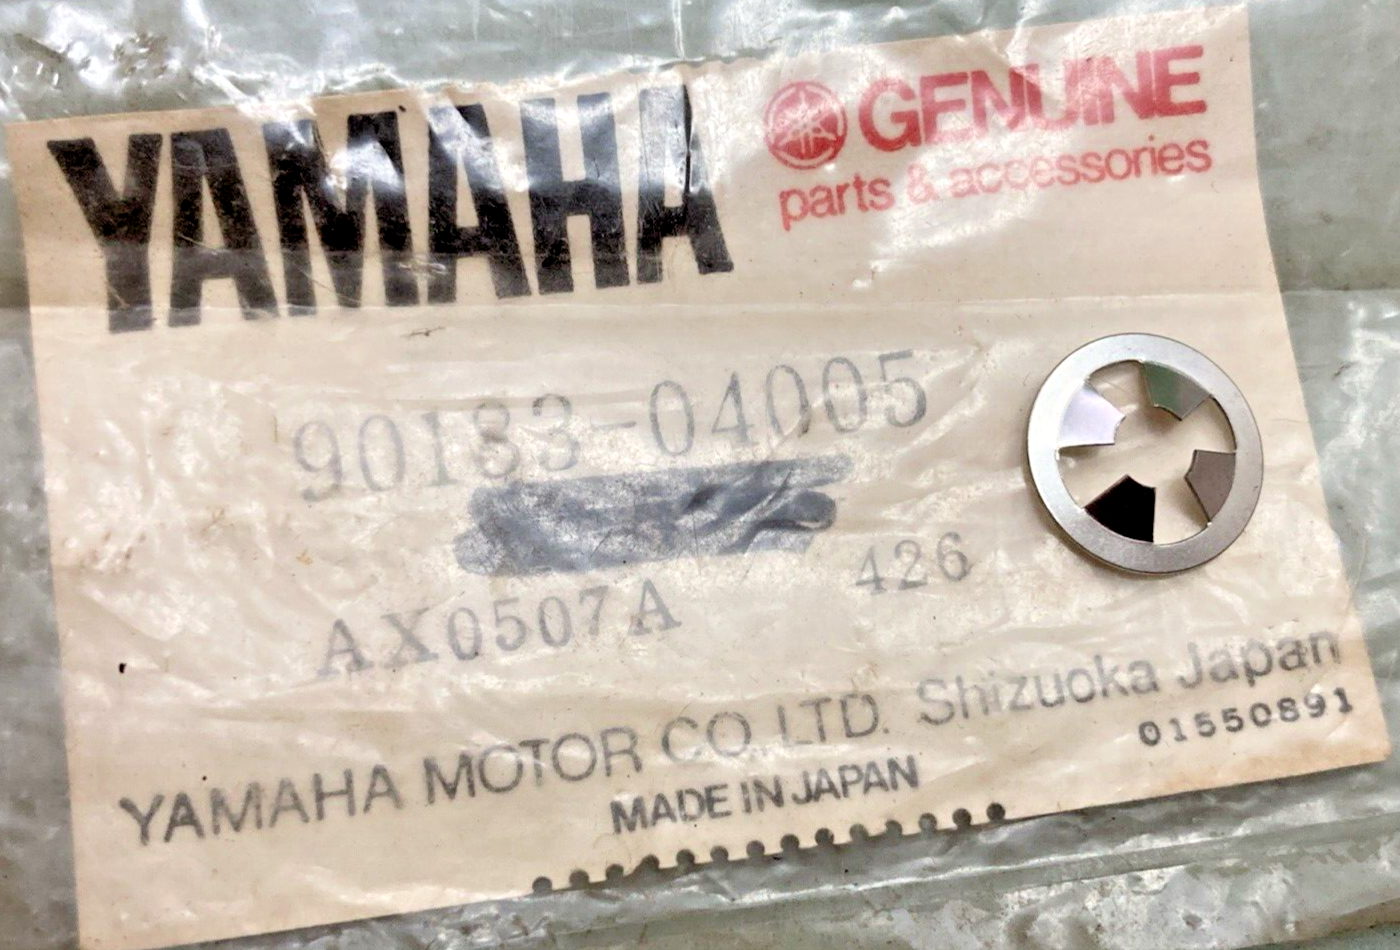 YAMAHA
GENUINE
parts & accessories
90183-04005
426
AX0507A
YAMAHA MOTOR CO. LTD. Shizuoka Japan
01550891
MADE IN JAPAN